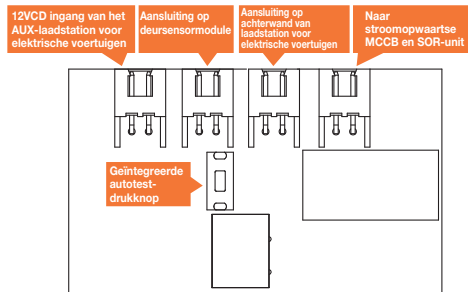 12VCD ingang van het
AUX-laadstation voor
elektrische voertuigen
Aansluiting op
deursensormodule
Aansluiting op
achterwand van
laadstation voor
elektrische voertuigen
Naar
stroomopwaartse
MCCB en SOR-unit
Geïntegreerde
autotest-
drukknop